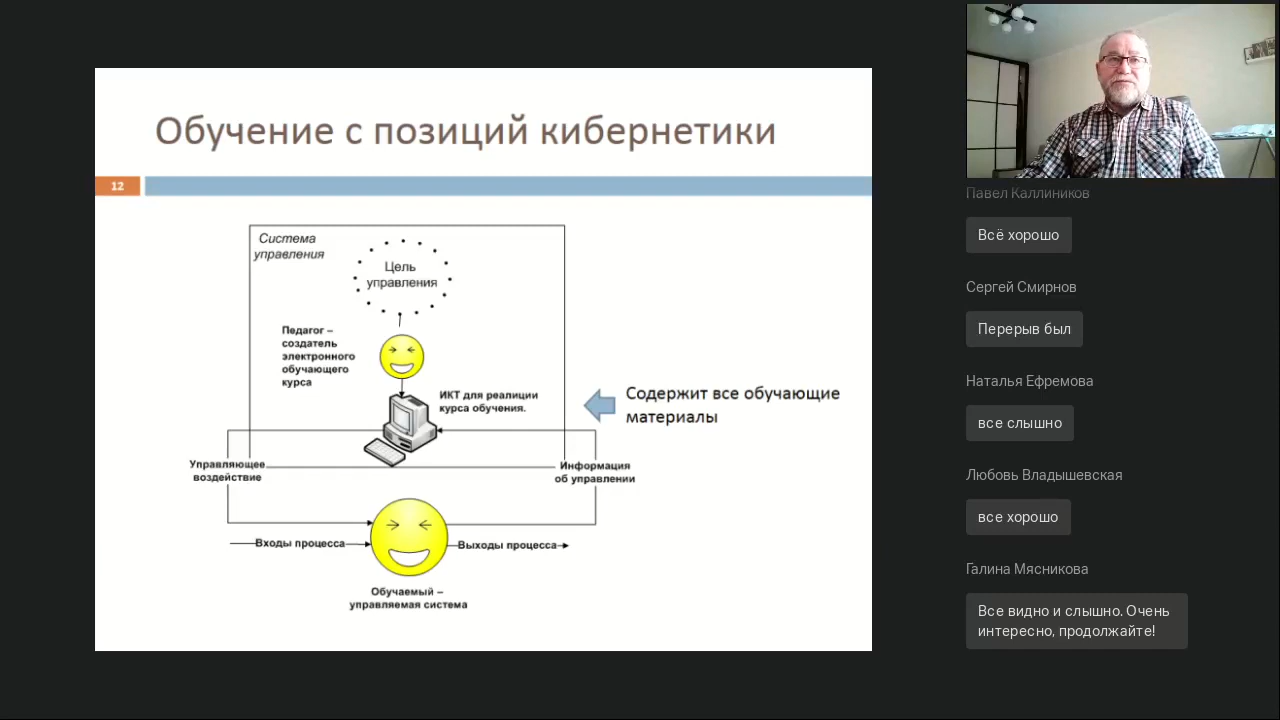 Обучение с позиций кибернетики
12
Система
управления
Цель
управления
Педагог –
создатель
электронного
обучающего
курса
ИКТ для реалиции
курса обучения.
Содержит все обучающие
материалы
Управляющее
воздействие
Информация
об управлении
Входы процесса
Выходы процесса
Обучаемый –
управляемая система
Павел Каллиников
Всё хорошо
Сергей Смирнов
Перерыв был
Наталья Ефремова
все слышно
Любовь Владышевская
все хорошо
Галина Мясникова
Все видно и слышно. Очень
интересно, продолжайте!